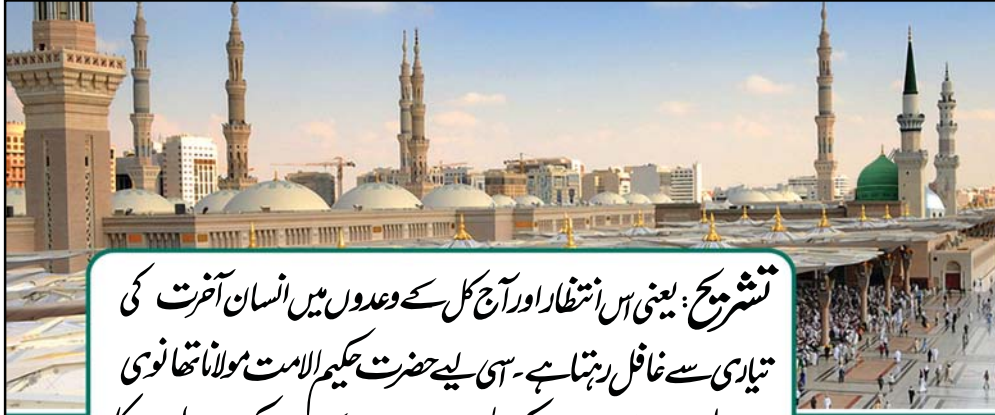 تشریح: یعنی اس انتظار اور آج کل کے وعدوں میں انسان آخرت کی
تیاری سے غافل رہتا ہے۔ اسی لیے حضرت حکیم الامت مولانا تھانوی